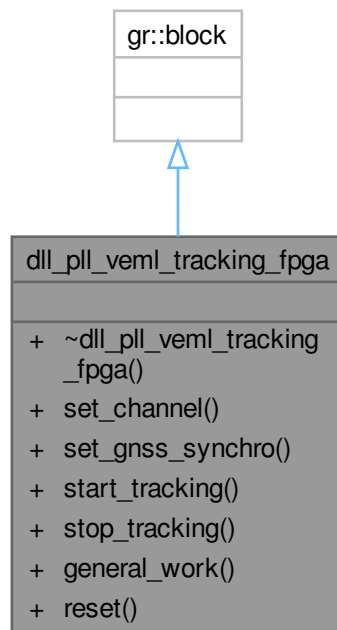 gr::block
dll_pll_veml_tracking_fpga
+ ~dll_pll_veml_tracking
_fpga()
+ set_channel()
+ set_gnss_synchro()
+ start_tracking()
+ stop_tracking()
+ general_work()
+ reset()